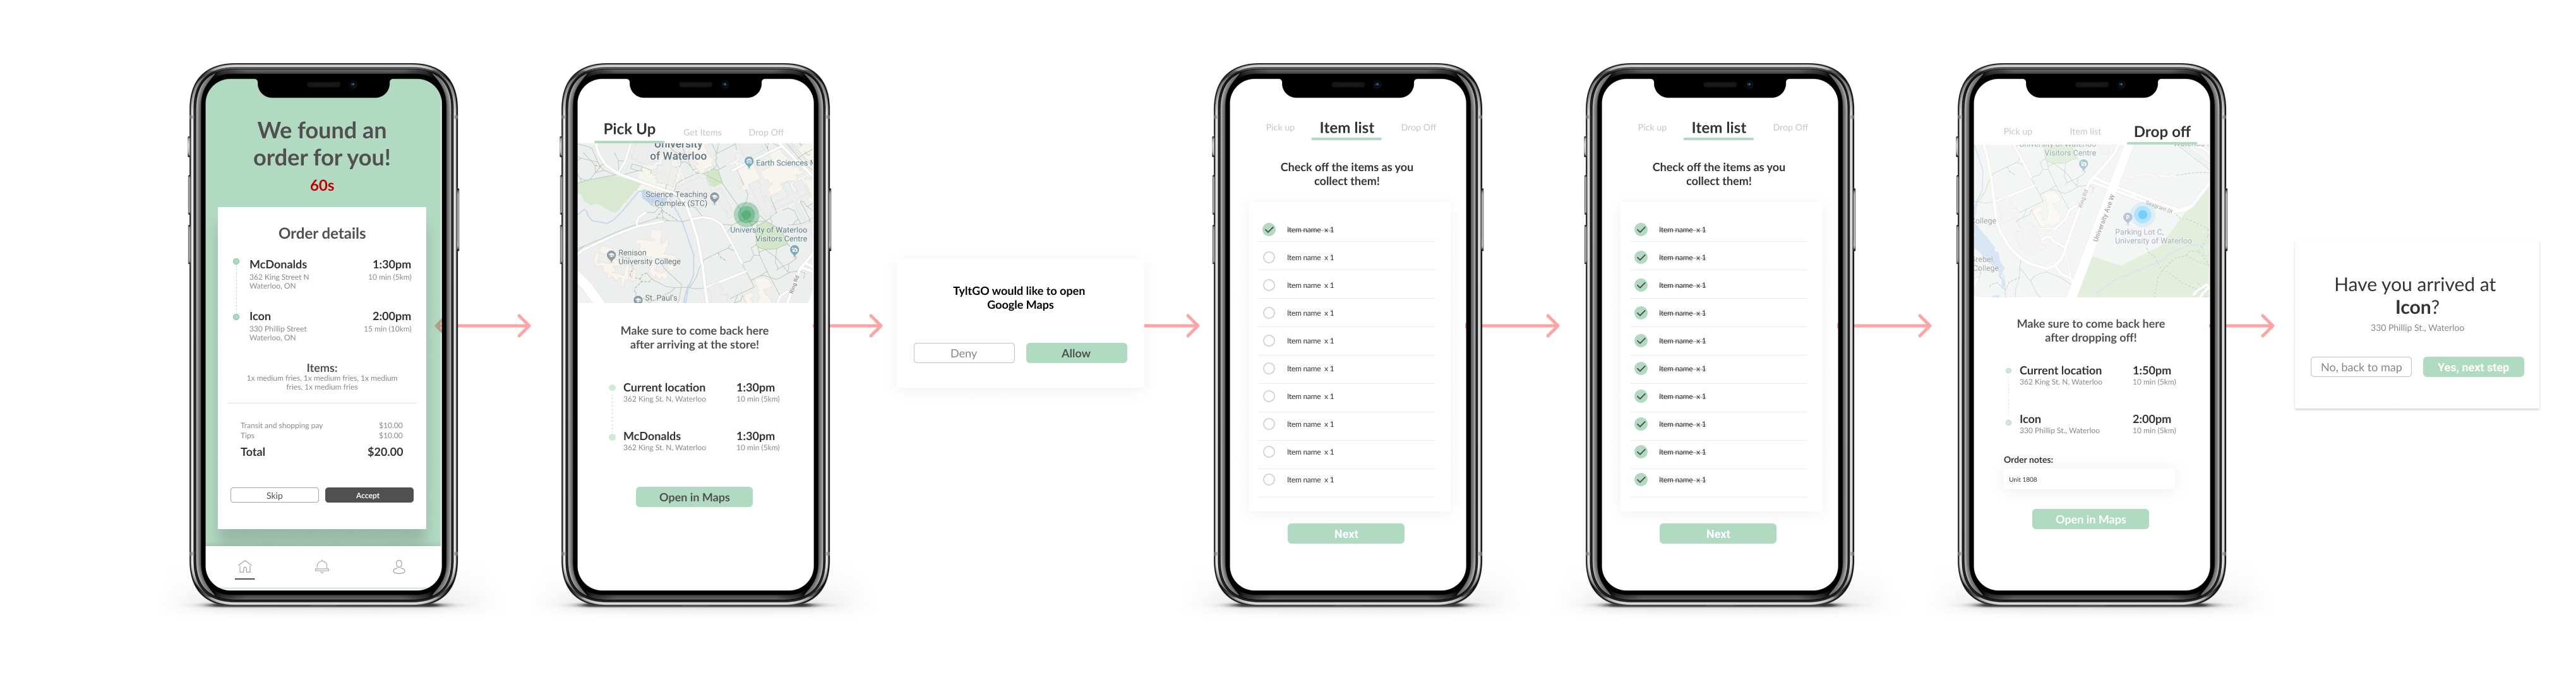 We found an
order for you!
60s
Order details
McDonalds 1:30pm
362 King Street N 10 min (5km)
Waterloo, ON
Icon 2:00pm
330 Phillip Street 15 min (10km)
Waterloo, ON
Items:
1x medium fries, 1x medium fries, 1x medium
fries, 1x medium fries
Transit and shopping pay $10.00
Tips $10.00
Total $20.00
Skip Accept
Pick Up Get Items Drop Off
University
of Waterloo
Earth Sciences M
Science Teaching
Complex (STC)
University of Waterloo
Visitors Centre
Renison
University College
Ring Rd
St. Paul's
Make sure to come back here
after arriving at the store!
Current location 1:30pm
362 King St. N, Waterloo 10 min (5km)
McDonalds 1:30pm
362 King St. N, Waterloo 10 min (5km)
Open in Maps
TyltGO would like to open
Google Maps
Deny Allow
Pick up Item list Drop Off
Check off the items as you
collect them!
Item name x 1
Item name x 1
Item name x 1
Item name x 1
Item name x 1
Item name x 1
Item name x 1
Item name x 1
Item name x 1
Item name x 1
Next
Pick up Item list Drop Off
Check off the items as you
collect them!
Item name x 1
Item name x 1
Item name x 1
Item name x 1
Item name x 1
Item name x 1
Item name x 1
Item name x 1
Item name x 1
Item name x 1
Next
Pick up Item list Drop off
University of Waterloo
Visitors Centre
Ring Rd
University Ave W
Seagram Dr
Parking Lot C,
University of Waterloo
ollege
rebel
College
Make sure to come back here
after dropping off!
Current location 1:50pm
362 King St. N, Waterloo 10 min (5km)
Icon 2:00pm
330 Phillip St., Waterloo 10 min (5km)
Order notes:
Unit 1808
Open in Maps
Have you arrived at
Icon?
330 Phillip St., Waterloo
No, back to map Yes, next step